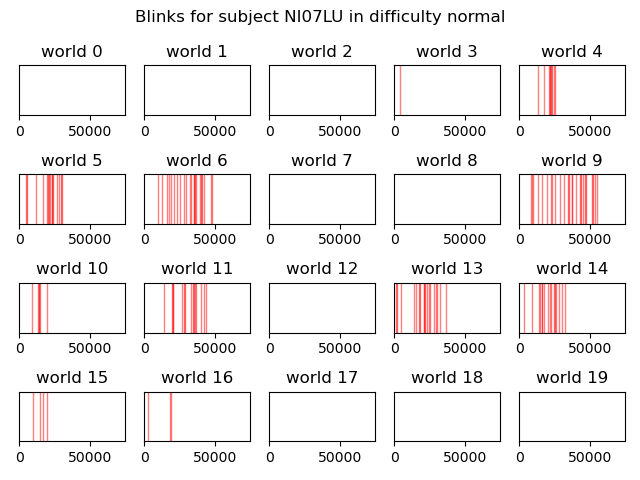 Blinks for subject NI07LU in difficulty normal
world 0 world 1 world 2 world 3 world 4
0 50000 0 50000 0 50000 0 50000 0 50000
world 5 world 6 world 7 world 8 world 9
0 50000 0 50000 0 50000 0 50000 0 50000
world 10 world 11 world 12 world 13 world 14
0 50000 0 50000 0 50000 0 50000 0 50000
world 15 world 16 world 17 world 18 world 19
0 50000 0 50000 0 50000 0 50000 0 50000